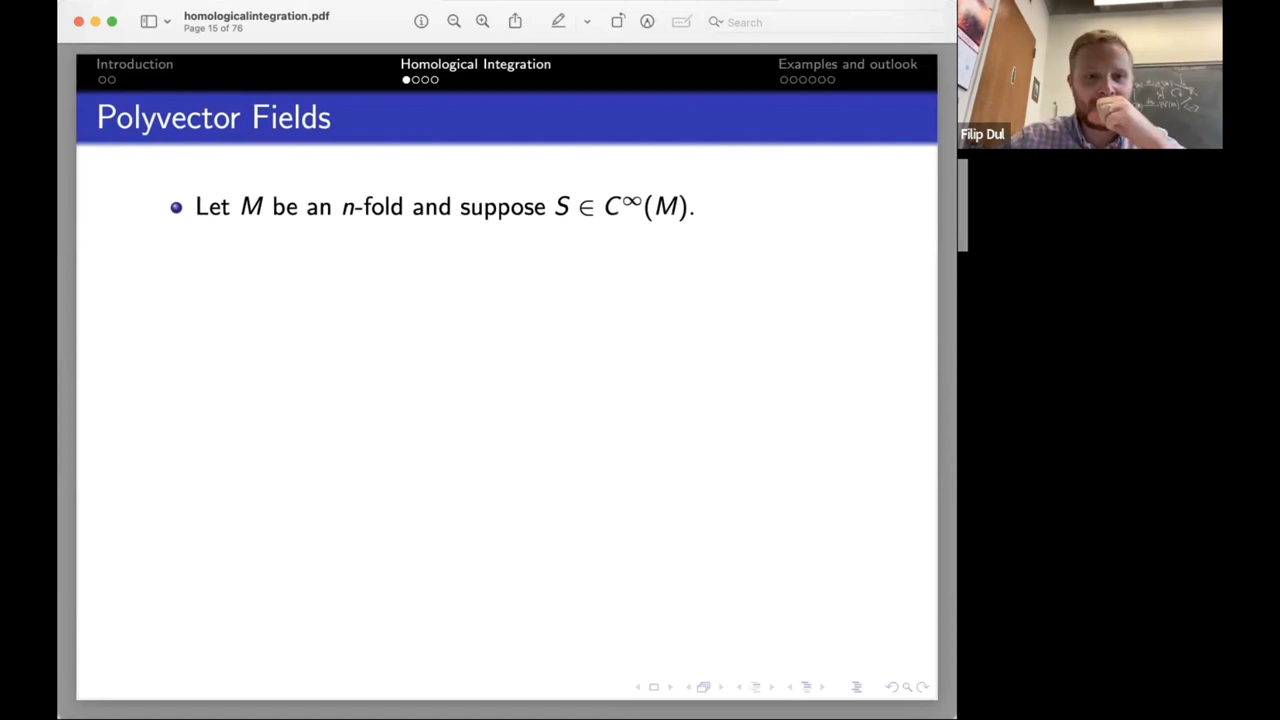 homologicalintegration.pdf
Page 15 of 76
Search
Introduction
Homological Integration
Examples and outlook
Polyvector Fields
Let M be an n-fold and suppose S ∈ C∞(M).
Filip Dul